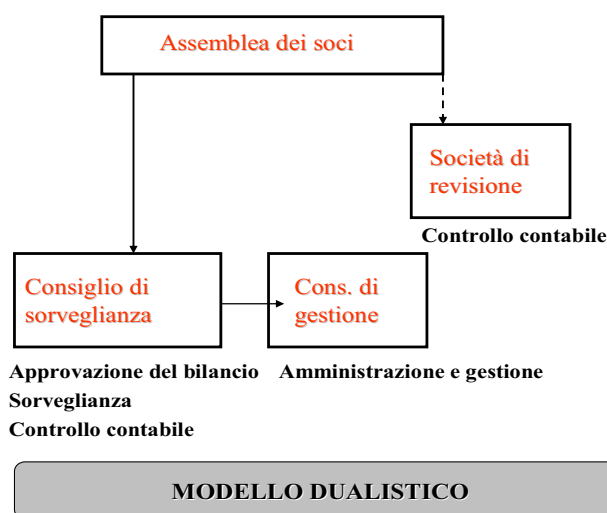 Assemblea dei soci
Società di
revisione
Controllo contabile
Consiglio di
sorveglianza
Cons. di
gestione
Approvazione del bilancio
Sorveglianza
Controllo contabile
Amministrazione e gestione
MODELLO DUALISTICO